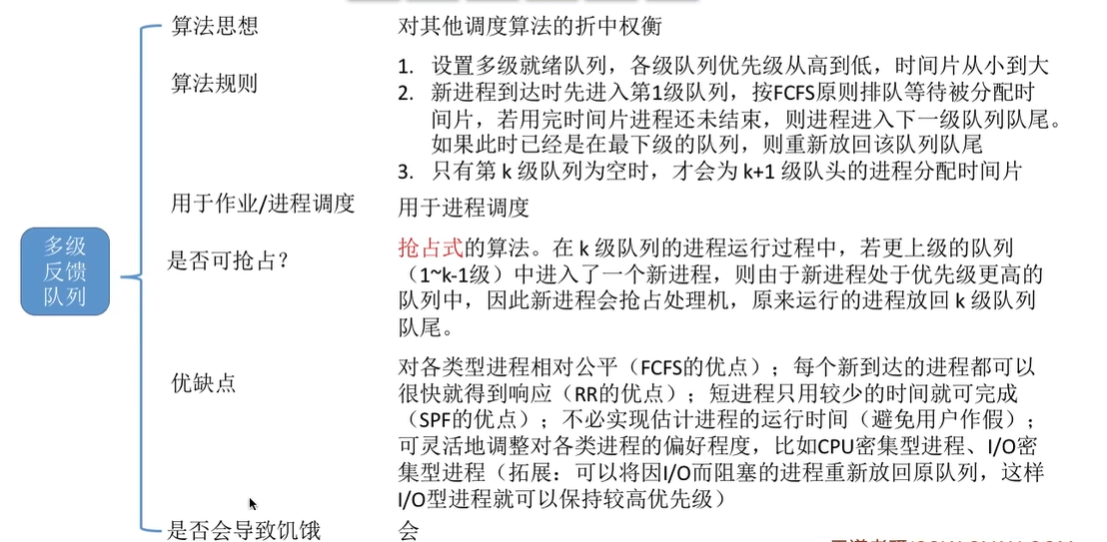 算法思想
对其他调度算法的折中权衡
算法规则
1. 设置多级就绪队列，各级队列优先级从高到低，时间片从小到大
2. 新进程到达时先进入第1级队列，按FCFS原则排队等待被分配时
间片，若用完时间片进程还未结束，则进程进入下一级队列队尾。
如果此时已经是在最下级的队列，则重新放回该队列队尾
3. 只有第 k 级队列为空时，才会为 k+1 级队头的进程分配时间片
用于作业/进程调度
用于进程调度
多级
反馈
队列
是否可抢占？
抢占式的算法。在 k 级队列的进程运行过程中，若更上级的队列
（1~k-1级）中进入了一个新进程，则由于新进程处于优先级更高的
队列中，因此新进程会抢占处理机，原来运行的进程放回 k 级队列
队尾。
优缺点
对各类型进程相对公平（FCFS的优点）；每个新到达的进程都可以
很快就得到响应（RR的优点）；短进程只用较少的时间就可完成
（SPF的优点）；不必实现估计进程的运行时间（避免用户作假）；
可灵活地调整对各类进程的偏好程度，比如CPU密集型进程、I/O密
集型进程（拓展：可以将因I/O而阻塞的进程重新放回原队列，这样
I/O型进程就可以保持较高优先级）
是否会导致饥饿
会